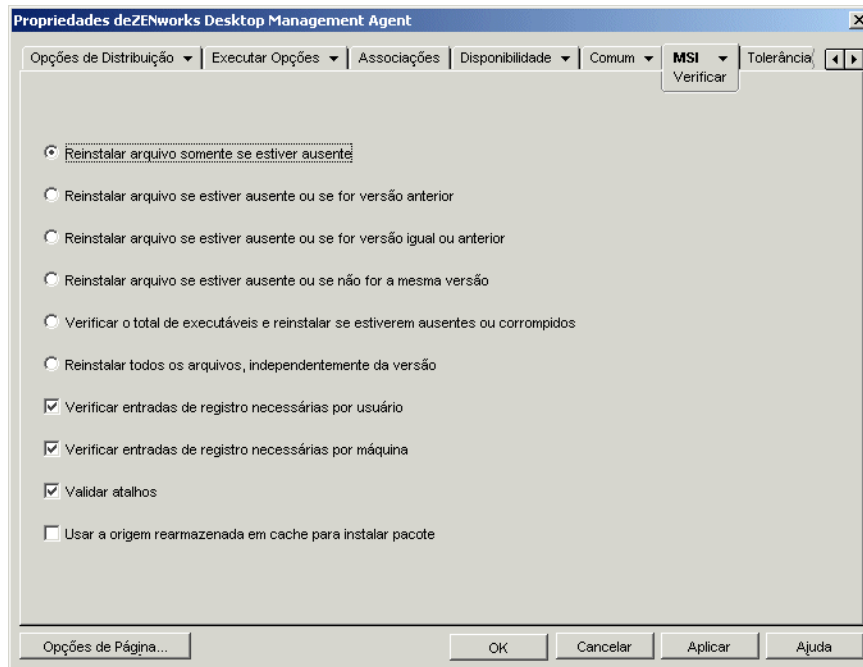 Propriedades deZENworks Desktop Management Agent
Opções de Distribuição Executar Opções Associações Disponibilidade Comum MSI Tolerância
Verificar
Reinstalar arquivo somente se estiver ausente
Reinstalar arquivo se estiver ausente ou se for versão anterior
Reinstalar arquivo se estiver ausente ou se for versão igual ou anterior
Reinstalar arquivo se estiver ausente ou se não for a mesma versão
Verificar o total de executáveis e reinstalar se estiverem ausentes ou corrompidos
Reinstalar todos os arquivos, independentemente da versão
Verificar entradas de registro necessárias por usuário
Verificar entradas de registro necessárias por máquina
Validar atalhos
Usar a origem rearmazenada em cache para instalar pacote
Opções de Página... OK Cancelar Aplicar Ajuda